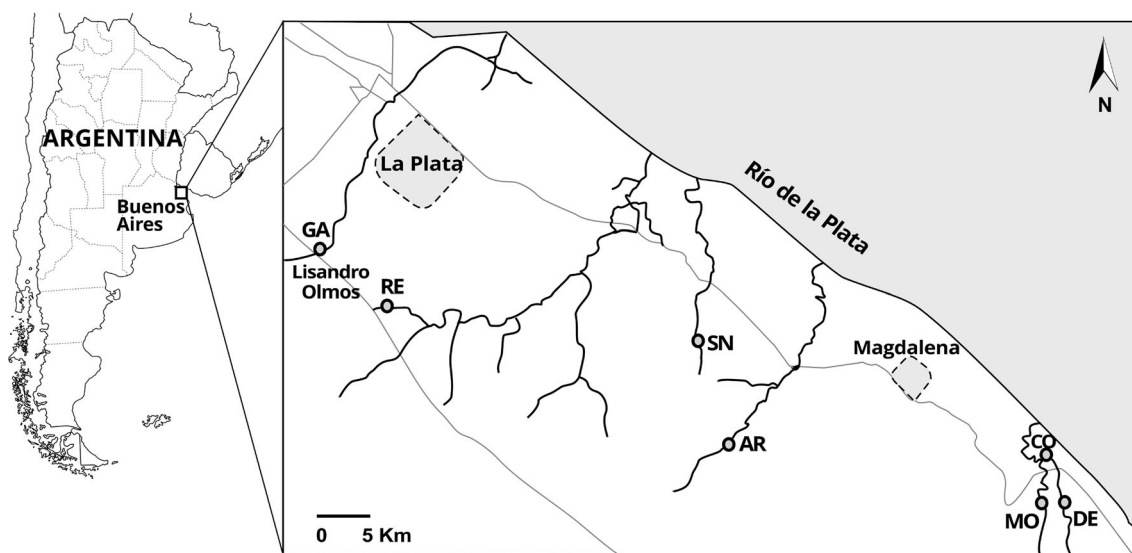 ARGENTINA
Buenos
Aires
N
La Plata
Río de la Plata
GA
Lisandro
Olmos
RE
SN
Magdalena
AR
CO
MO
DE
0 5 Km